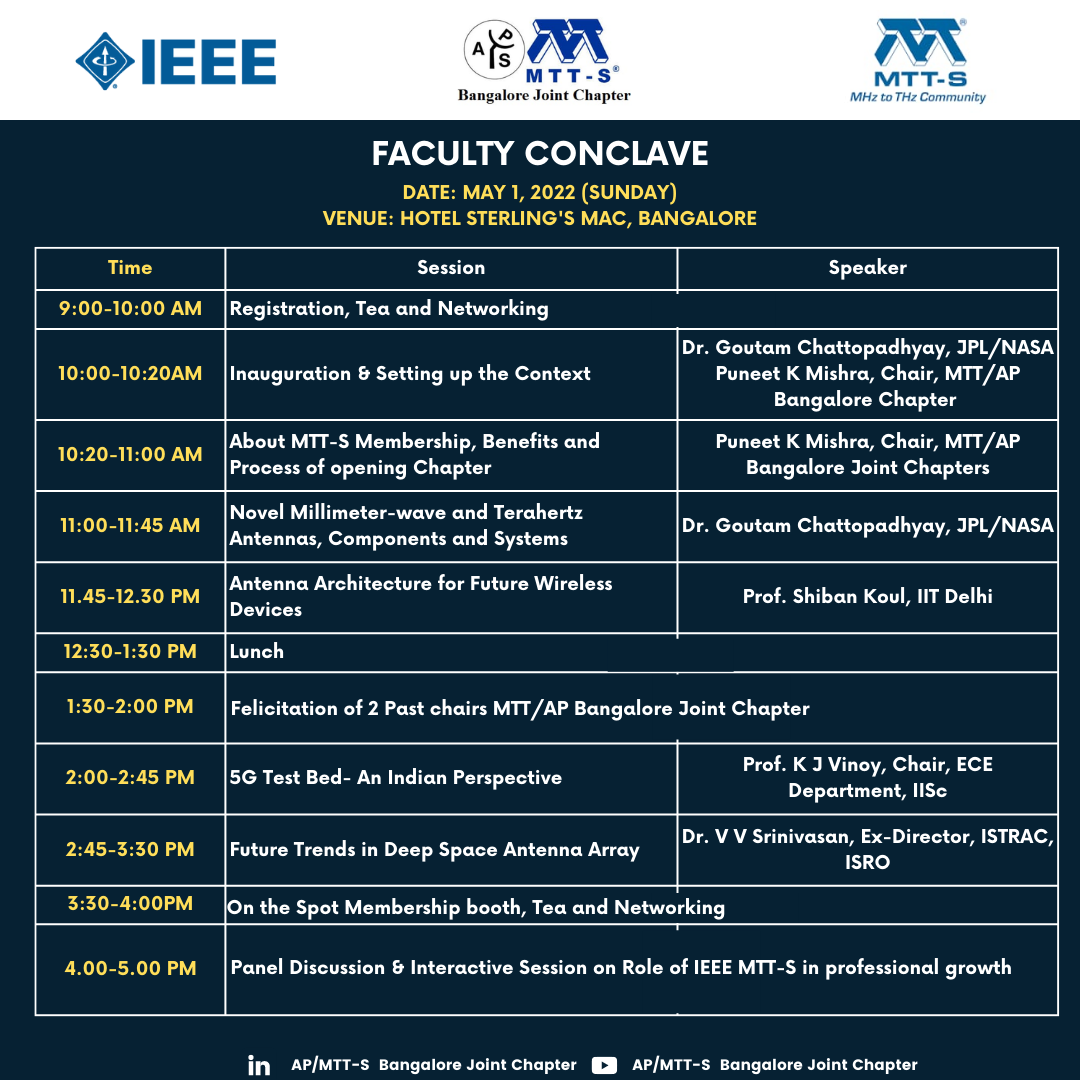 IEEE
A P S
MTT-S®
Bangalore Joint Chapter
MTT-S
MHz to THz Community
FACULTY CONCLAVE
DATE: MAY 1, 2022 (SUNDAY)
VENUE: HOTEL STERLING'S MAC, BANGALORE
Time
Session
Speaker
9:00-10:00 AM
Registration, Tea and Networking
10:00-10:20AM
Inauguration & Setting up the Context
Dr. Goutam Chattopadhyay, JPL/NASA
Puneet K Mishra, Chair, MTT/AP
Bangalore Chapter
10:20-11:00 AM
About MTT-S Membership, Benefits and
Process of opening Chapter
Puneet K Mishra, Chair, MTT/AP
Bangalore Joint Chapters
11:00-11:45 AM
Novel Millimeter-wave and Terahertz
Antennas, Components and Systems
Dr. Goutam Chattopadhyay, JPL/NASA
11.45-12.30 PM
Antenna Architecture for Future Wireless
Devices
Prof. Shiban Koul, IIT Delhi
12:30-1:30 PM
Lunch
1:30-2:00 PM
Felicitation of 2 Past chairs MTT/AP Bangalore Joint Chapter
2:00-2:45 PM
5G Test Bed- An Indian Perspective
Prof. K J Vinoy, Chair, ECE
Department, IISc
2:45-3:30 PM
Future Trends in Deep Space Antenna Array
Dr. V V Srinivasan, Ex-Director, ISTRAC,
ISRO
3:30-4:00PM
On the Spot Membership booth, Tea and Networking
4.00-5.00 PM
Panel Discussion & Interactive Session on Role of IEEE MTT-S in professional growth
in AP/MTT-S Bangalore Joint Chapter
AP/MTT-S Bangalore Joint Chapter